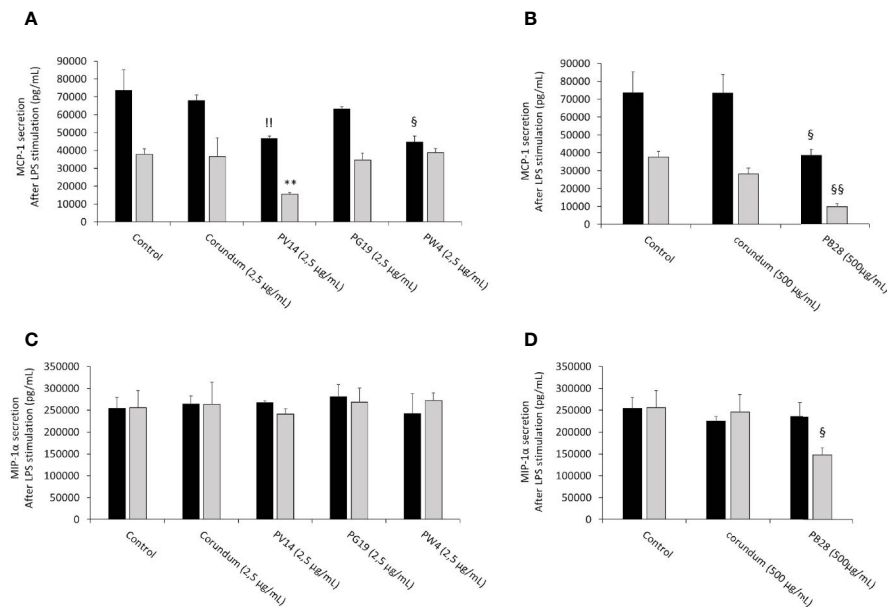 A
MCP-1 secretion
After LPS stimulation (pg/mL)
90000
80000
70000
60000
50000
40000
30000
20000
10000
0
!!
**
§
Control
Corundum (2,5 µg/mL)
PV14 (2,5 µg/mL)
PG19 (2,5 µg/mL)
PW4 (2,5 µg/mL)
B
MCP-1 secretion
After LPS stimulation (pg/mL)
90000
80000
70000
60000
50000
40000
30000
20000
10000
0
§
§§
Control
corundum (500 µg/mL)
PB28 (500µg/mL)
C
MIP-1α secretion
After LPS stimulation (pg/mL)
350000
300000
250000
200000
150000
100000
50000
0
Control
Corundum (2,5 µg/mL)
PV14 (2,5 µg/mL)
PG19 (2,5 µg/mL)
PW4 (2,5 µg/mL)
D
MIP-1α secretion
After LPS stimulation (pg/mL)
350000
300000
250000
200000
150000
100000
50000
0
§
Control
corundum (500 µg/mL)
PB28 (500µg/mL)